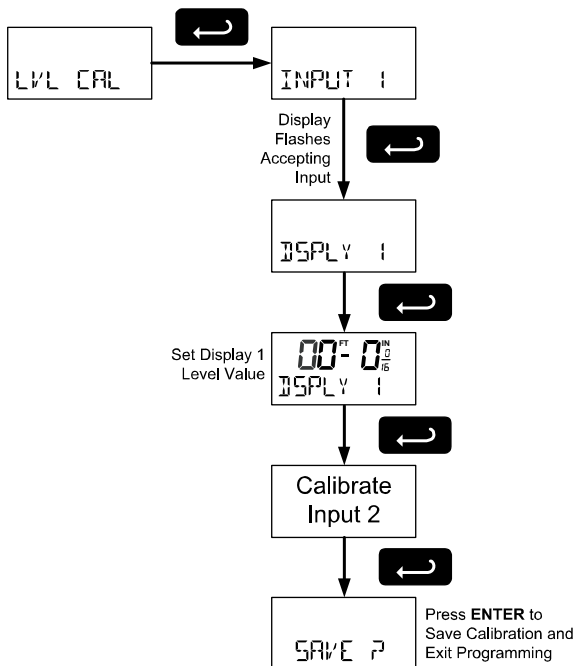 LVL CAL
INPUT 1
Display
Flashes
Accepting
Input
DSPLY 1
Set Display 1
Level Value
00 FT - 0 IN 0/16
DSPLY 1
Calibrate
Input 2
SAVE ?
Press ENTER to
Save Calibration and
Exit Programming